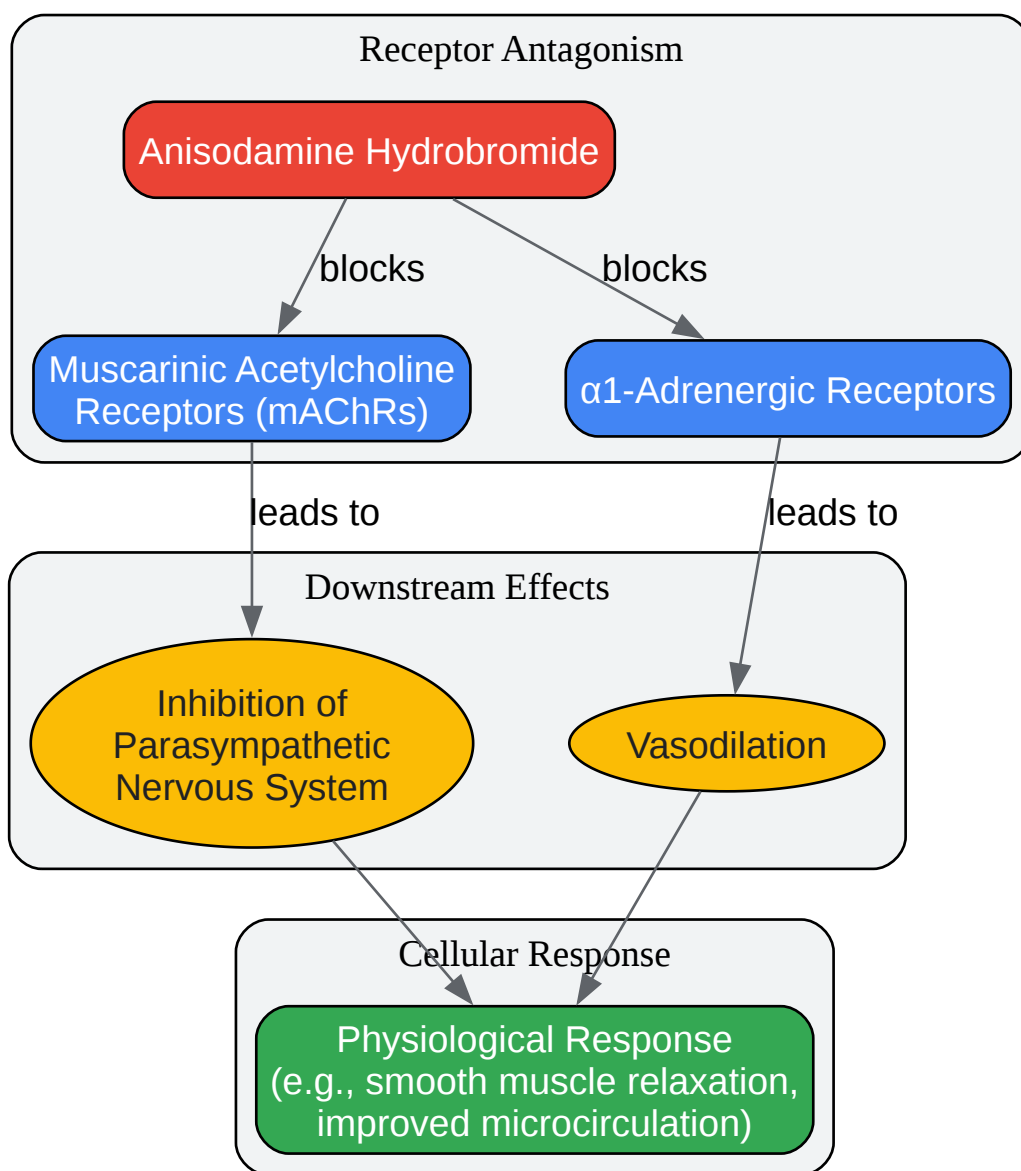 Receptor Antagonism
Anisodamine Hydrobromide
blocks
blocks
Muscarinic Acetylcholine
Receptors (mAChRs)
α1-Adrenergic Receptors
leads to
leads to
Downstream Effects
Inhibition of
Parasympathetic
Nervous System
Vasodilation
Cellular Response
Physiological Response
(e.g., smooth muscle relaxation,
improved microcirculation)